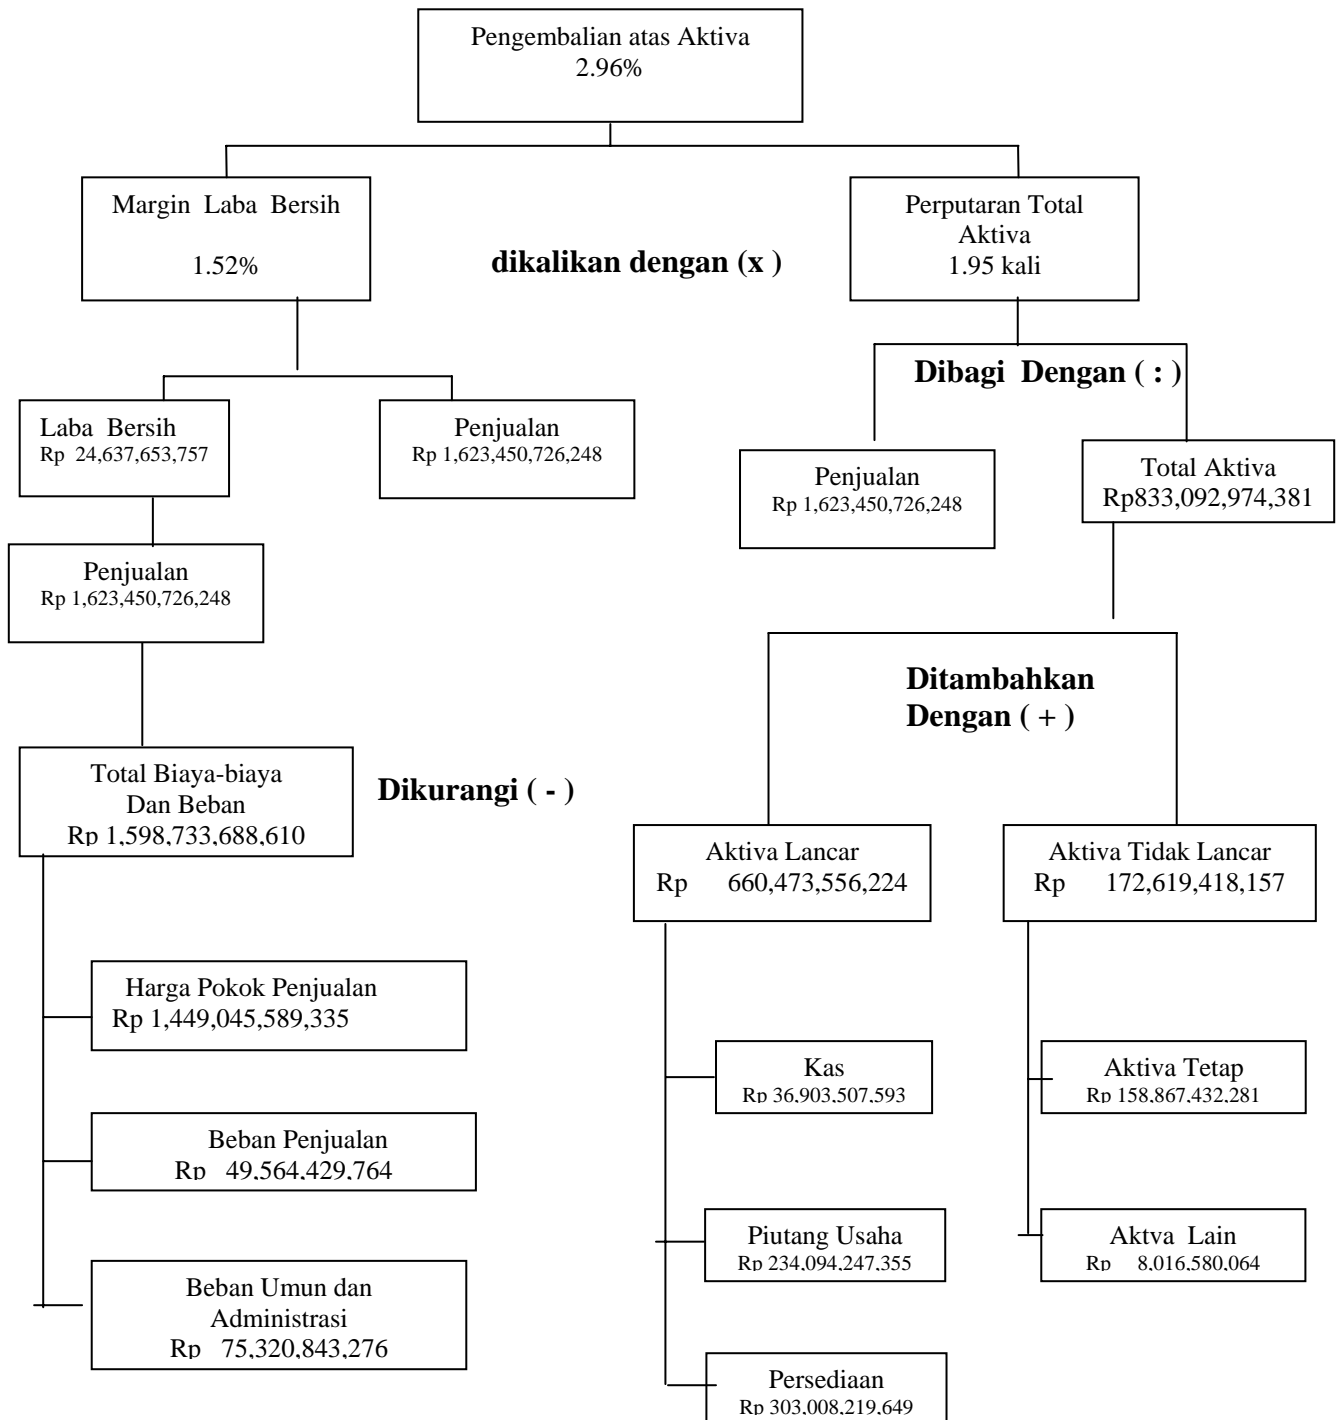 Pengembalian atas Aktiva
2.96%
Margin Laba Bersih
1.52%
dikalikan dengan (x )
Perputaran Total
Aktiva
1.95 kali
Dibagi Dengan ( : )
Laba Bersih
Rp 24,637,653,757
Penjualan
Rp 1,623,450,726,248
Penjualan
Rp 1,623,450,726,248
Total Aktiva
Rp833,092,974,381
Penjualan
Rp 1,623,450,726,248
Ditambahkan
Dengan ( + )
Total Biaya-biaya
Dan Beban
Rp 1,598,733,688,610
Dikurangi ( - )
Aktiva Lancar
Rp 660,473,556,224
Aktiva Tidak Lancar
Rp 172,619,418,157
Harga Pokok Penjualan
Rp 1,449,045,589,335
Kas
Rp 36,903,507,593
Aktiva Tetap
Rp 158,867,432,281
Beban Penjualan
Rp 49,564,429,764
Piutang Usaha
Rp 234,094,247,355
Aktva Lain
Rp 8,016,580,064
Beban Umun dan
Administrasi
Rp 75,320,843,276
Persediaan
Rp 303,008,219,649